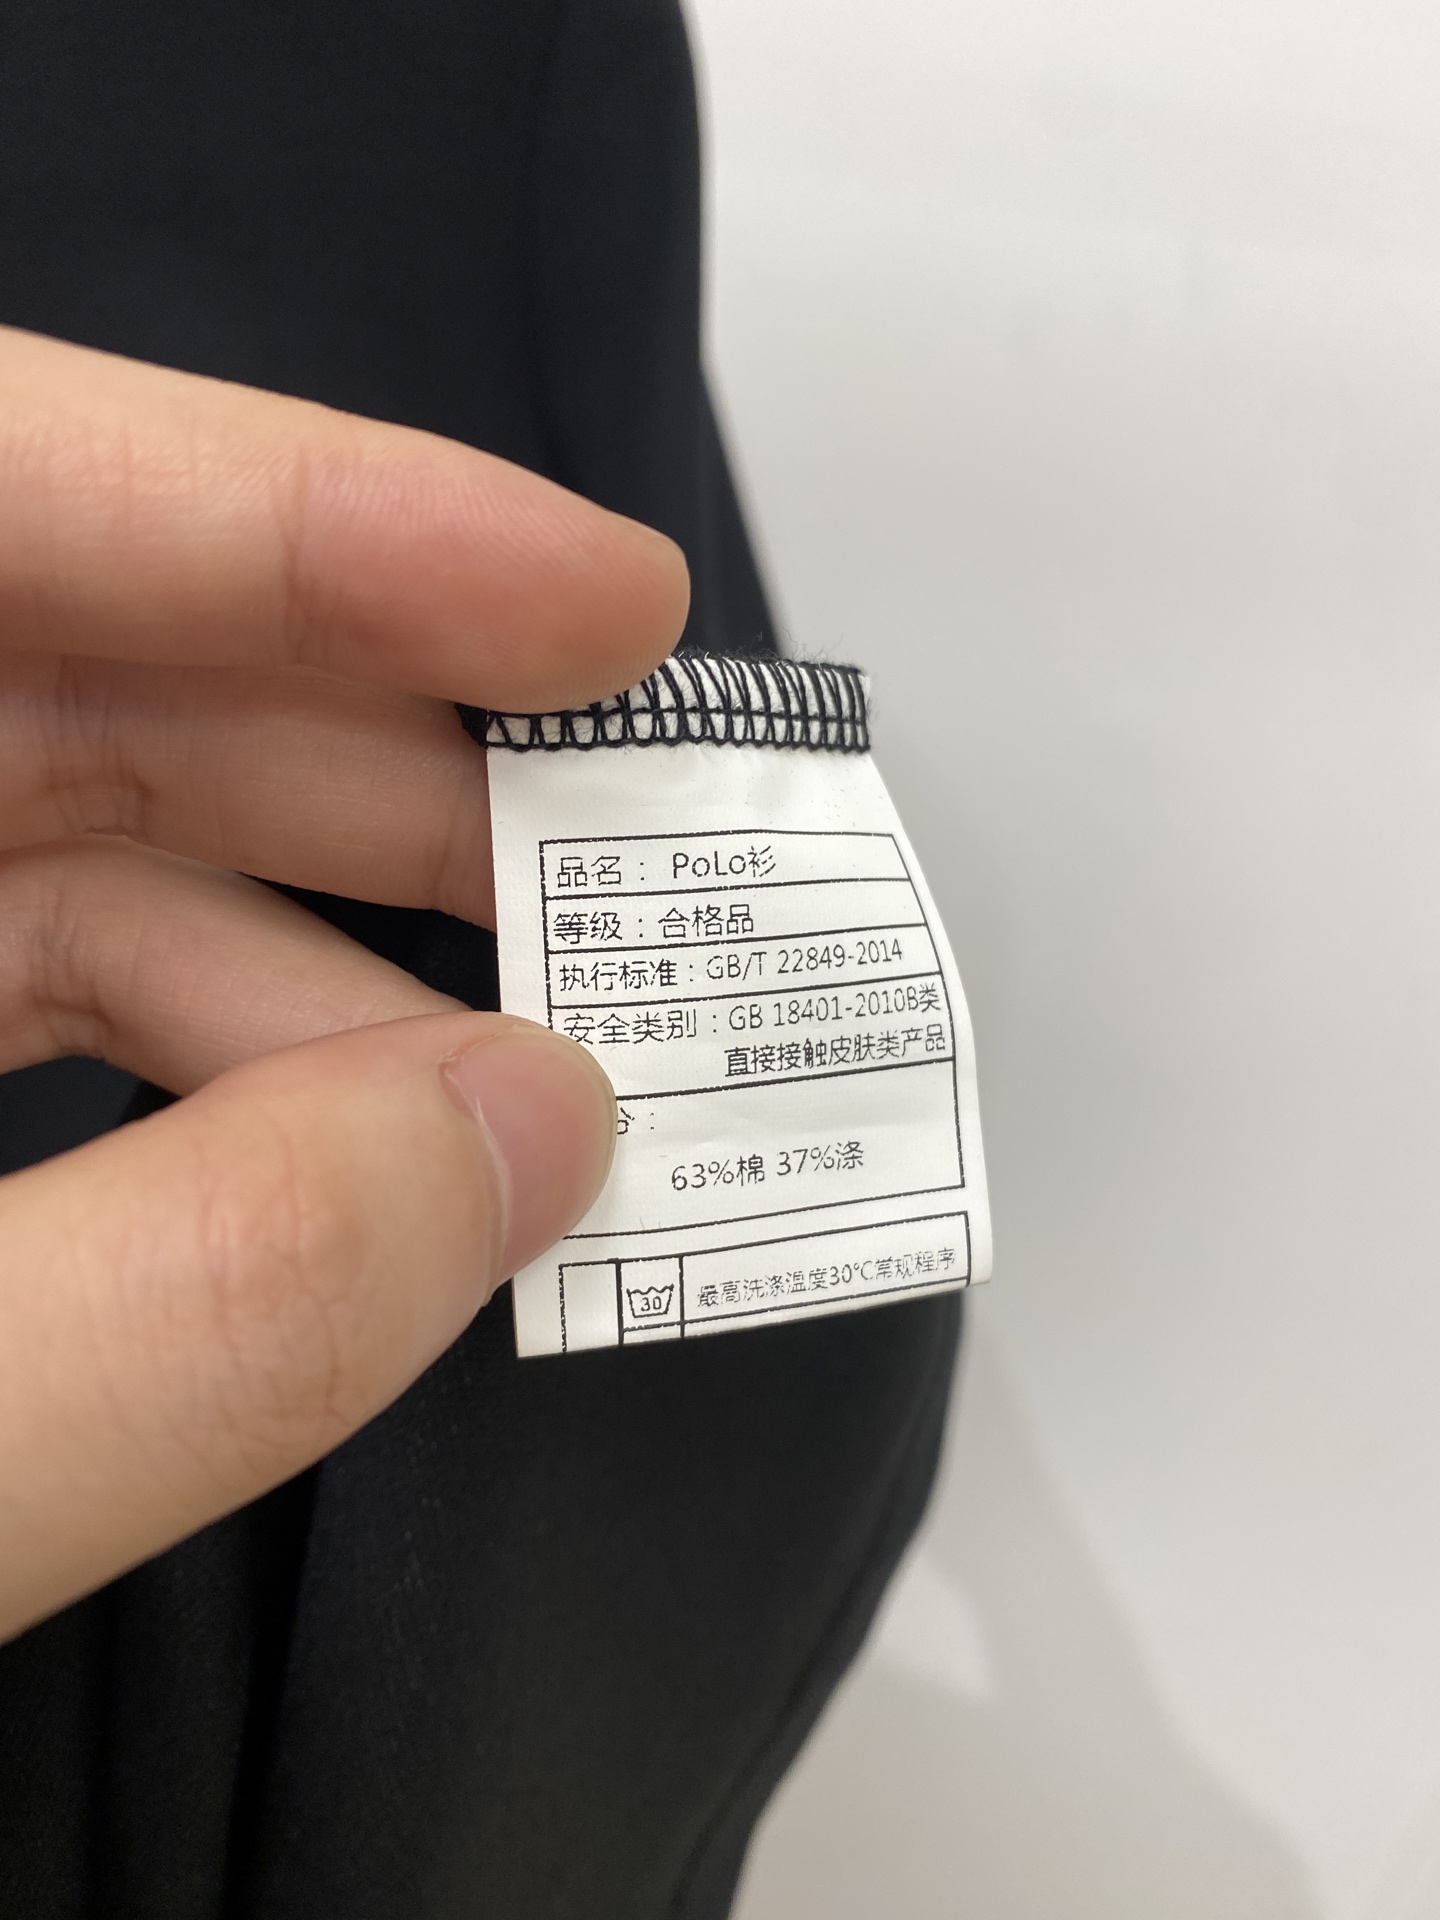 品名： PoLo衫
等级：合格品
执行标准：GB/T 22849-2014
安全类别：GB 18401-2010B类
直接接触皮肤类产品
63%棉 37%涤
30
最高洗涤温度30℃常规程序